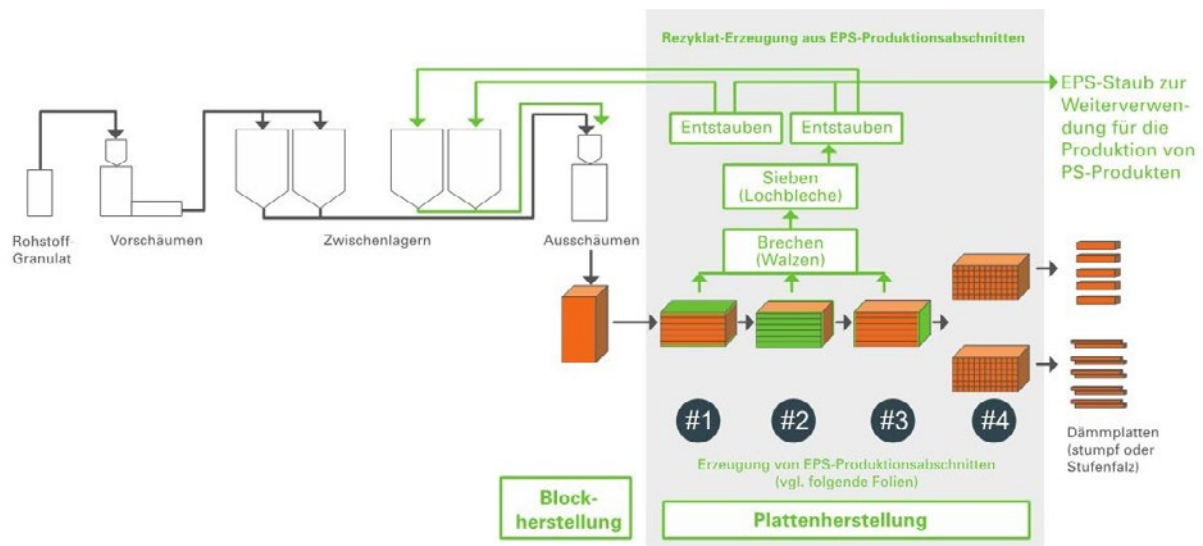 Rezyklat-Erzeugung aus EPS-Produktionsabschnitten
EPS-Staub zur
Weiterverwen-
dung für die
Produktion von
PS-Produkten
Entstauben
Entstauben
Sieben
(Lochbleche)
Brechen
(Walzen)
Rohstoff-
Granulat
Vorschäumen
Zwischenlagern
Ausschäumen
#1
#2
#3
#4
Dämmplatten
(stumpf oder
Stufenfalz)
Erzeugung von EPS-Produktionsabschnitten
(vgl. folgende Folien)
Block-
herstellung
Plattenherstellung